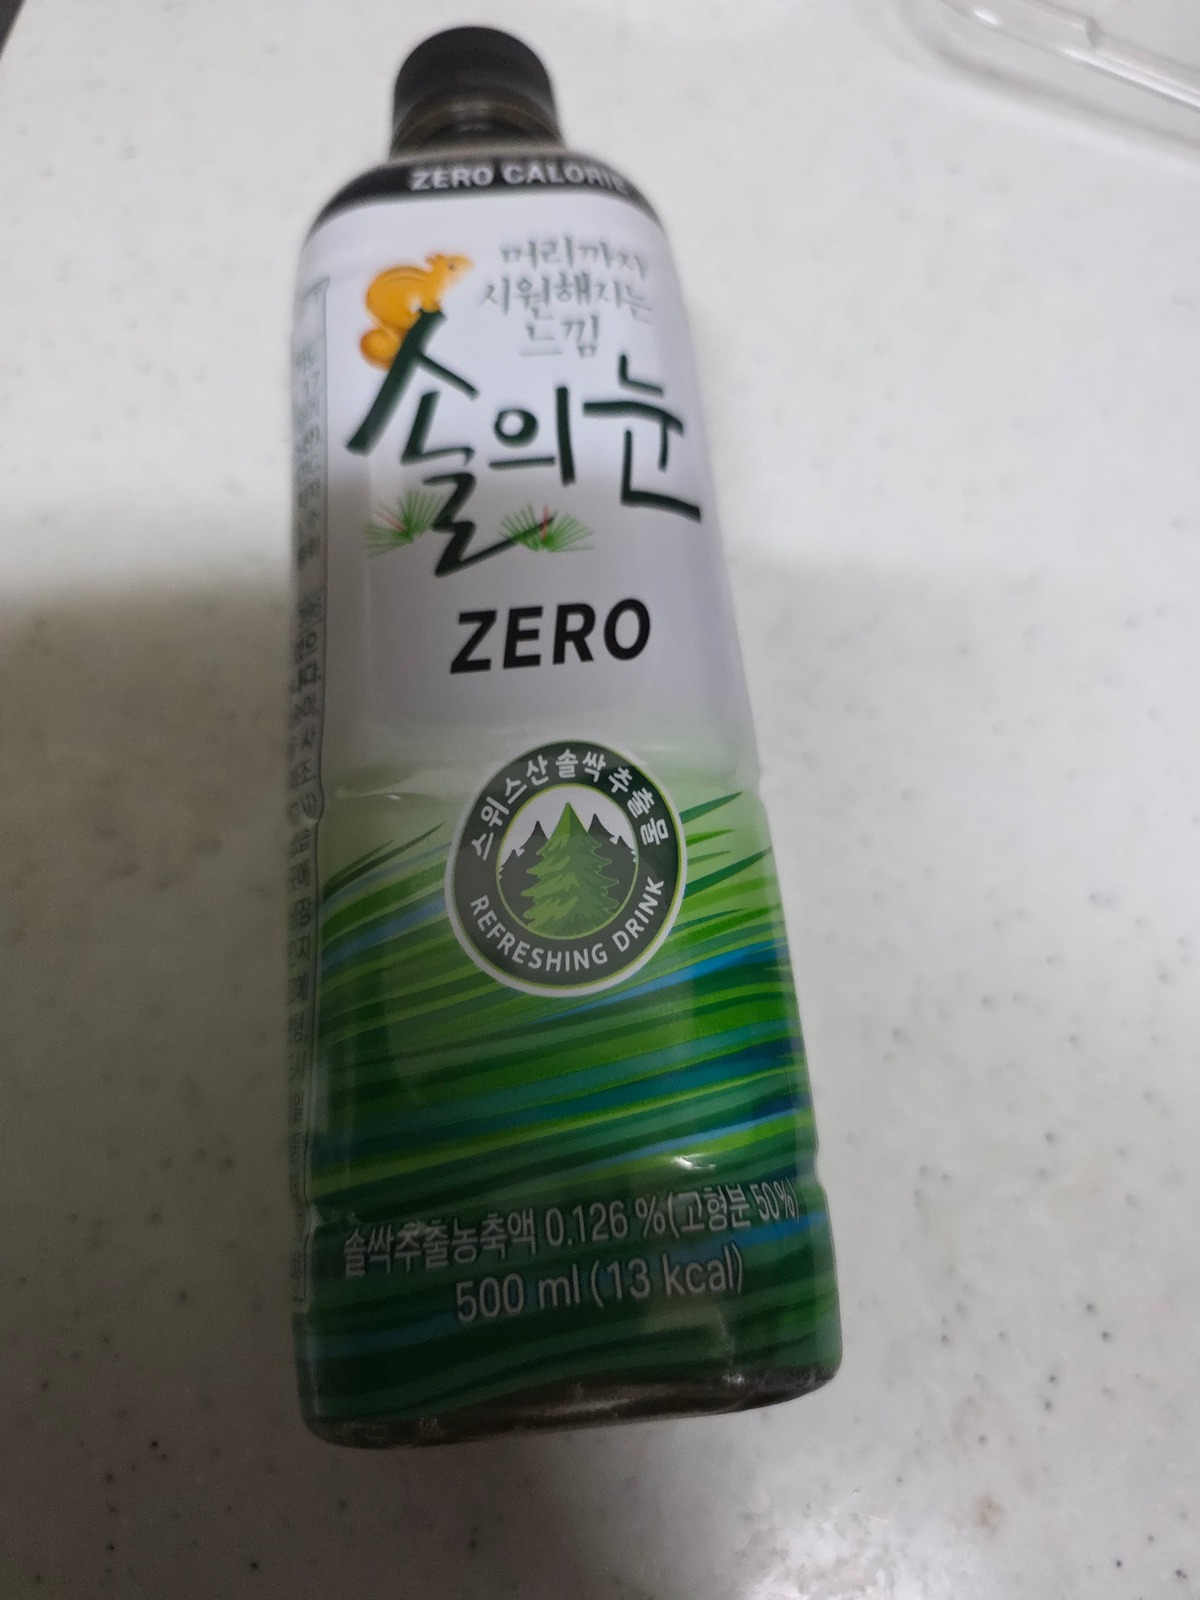 ZERO CALORIE
머리까지
시원해지는
느낌
솔의눈
ZERO
스위스산 솔싹추출물
REFRESHING DRINK
솔싹추출농축액 0.126 %(고형분 50%)
500 ml (13 kcal)